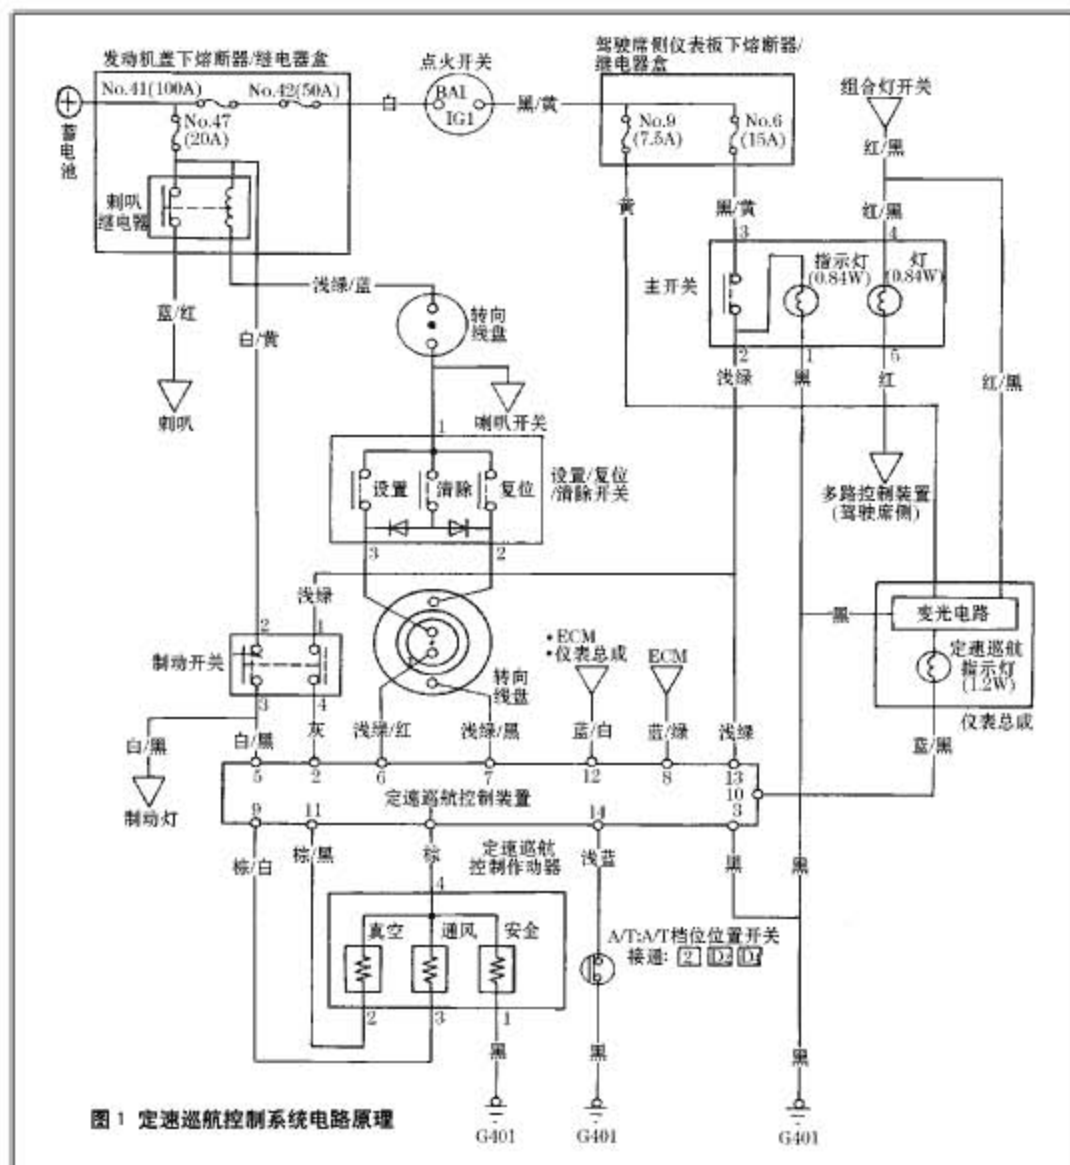 发动机盖下熔断器/继电器盒
点火开关
驾驶席侧仪表板下熔断器/
继电器盒
组合灯开关
No.41(100A)
No.42(50A)
白
BAT
IG1
黑/黄
No.47
(20A)
No.9
(7.5A)
No.6
(15A)
蓄电池
红/黑
喇叭
继电器
黄
黑/黄
红/黑
3
4
浅绿/蓝
转向
线盘
主开关
指示灯
(0.84W)
灯
(0.84W)
蓝/红
白/黄
2
1
5
浅绿
黑
红
红/黑
喇叭
喇叭开关
1
设置
清除
复位
设置/复位
/清除开关
多路控制装置
(驾驶席侧)
3
2
浅绿
2
1
制动开关
3
4
•ECM
•仪表总成
ECM
转向
线盘
黑
变光电路
定速巡航
指示灯
(1.2W)
仪表总成
白/黑
白/黑
灰
浅绿/红
浅绿/黑
蓝/白
蓝/绿
浅绿
蓝/黑
制动灯
5
2
6
7
12
8
13
10
定速巡航控制装置
9
11
14
3
棕/白
棕/黑
棕
定速巡航
控制作动器
浅蓝
黑
黑
4
真空
通风
安全
A/T:A/T档位位置开关
接通: 2 D3 D4
2
3
1
黑
黑
黑
G401
G401
G401
图 1 定速巡航控制系统电路原理